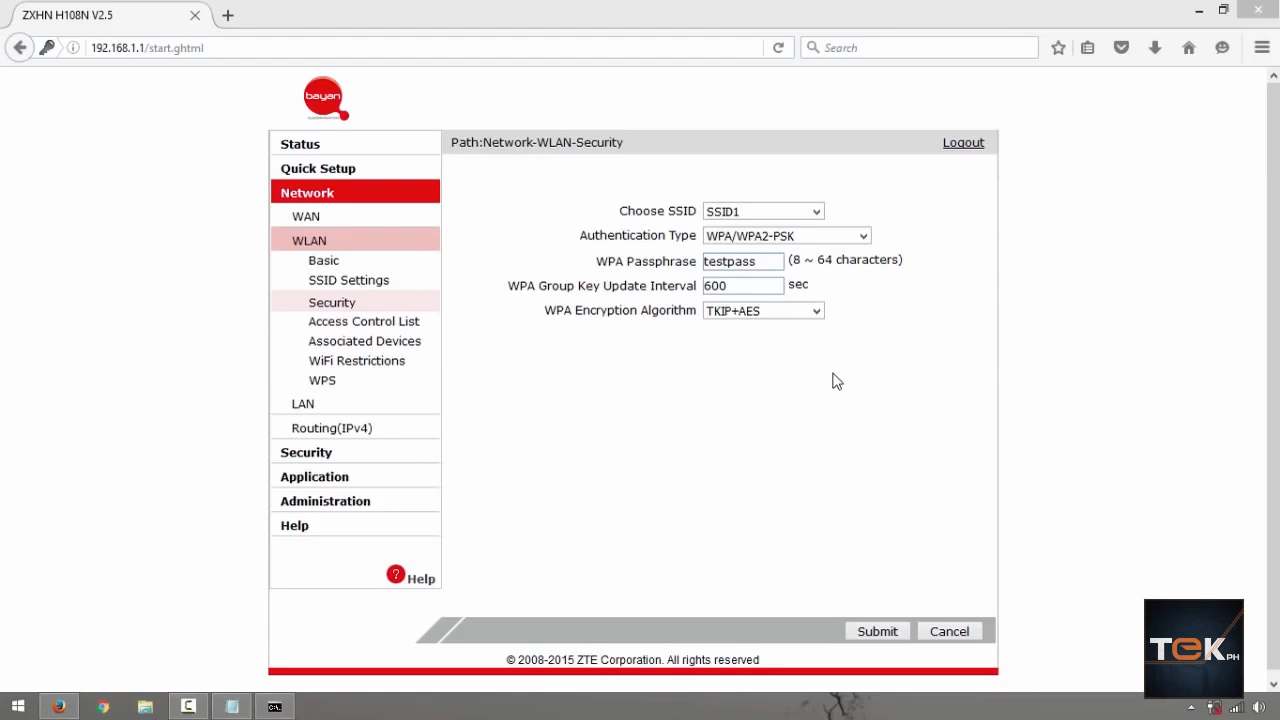 ZXHN H108N V2.5
192.168.1.1/start.ghtml
Search
bayan
Path:Network-WLAN-Security
Logout
Status
Quick Setup
Network
WAN
WLAN
Basic
SSID Settings
Security
Access Control List
Associated Devices
WiFi Restrictions
WPS
LAN
Routing(IPv4)
Security
Application
Administration
Help
? Help
Choose SSID SSID1
Authentication Type WPA/WPA2-PSK
WPA Passphrase testpass (8 ~ 64 characters)
WPA Group Key Update Interval 600 sec
WPA Encryption Algorithm TKIP+AES
Submit Cancel
© 2008-2015 ZTE Corporation. All rights reserved
TEK PH